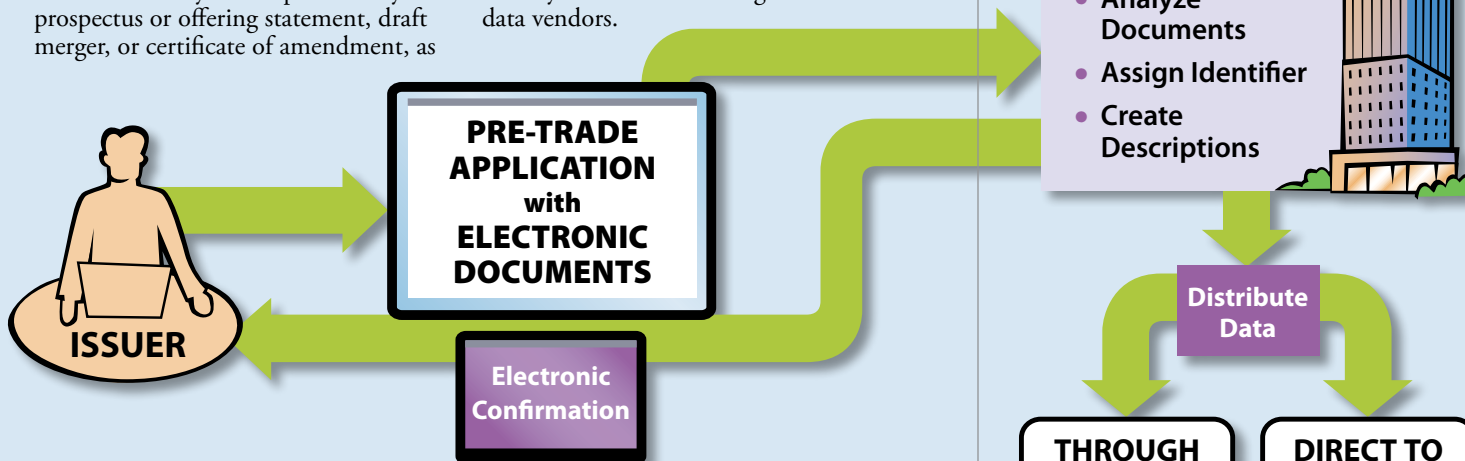 prospectus or offering statement, draft
merger, or certificate of amendment, as
data vendors.
PRE-TRADE
APPLICATION
with
ELECTRONIC
DOCUMENTS
ISSUER
Electronic
Confirmation
• Analyze
Documents
• Assign Identifier
• Create
Descriptions
Distribute
Data
THROUGH
DIRECT TO